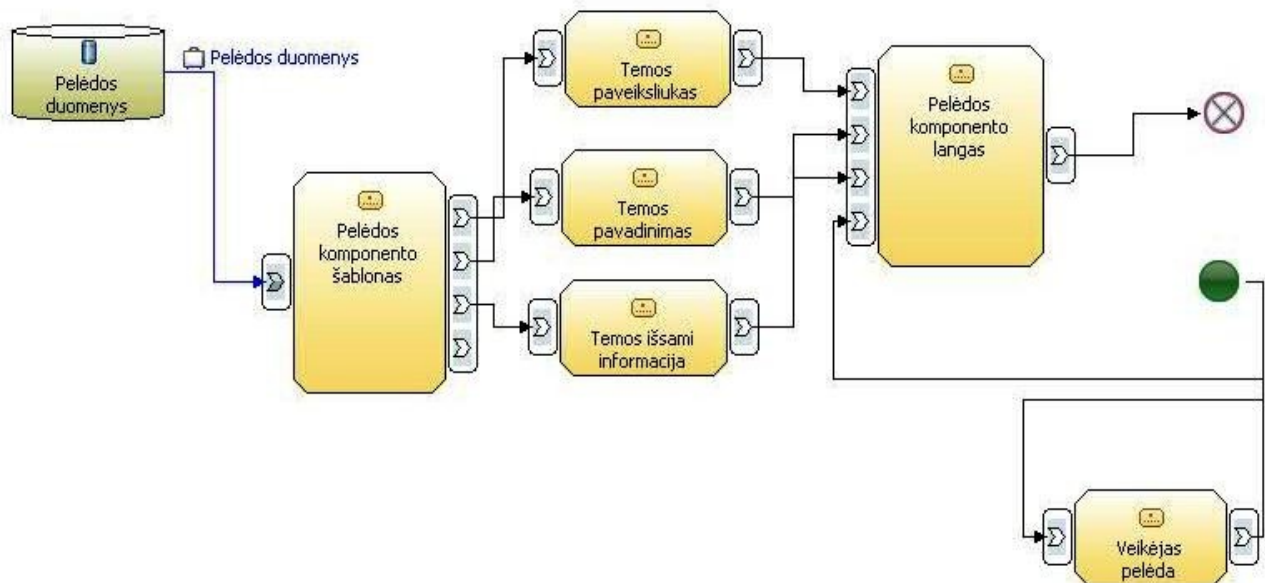 Pelėdos
duomenys
Pelėdos duomenys
Pelėdos
komponento
šablonas
Temos
paveiksliukas
Temos
pavadinimas
Temos išsami
informacija
Pelėdos
komponento
langas
Veikėjas
pelėda